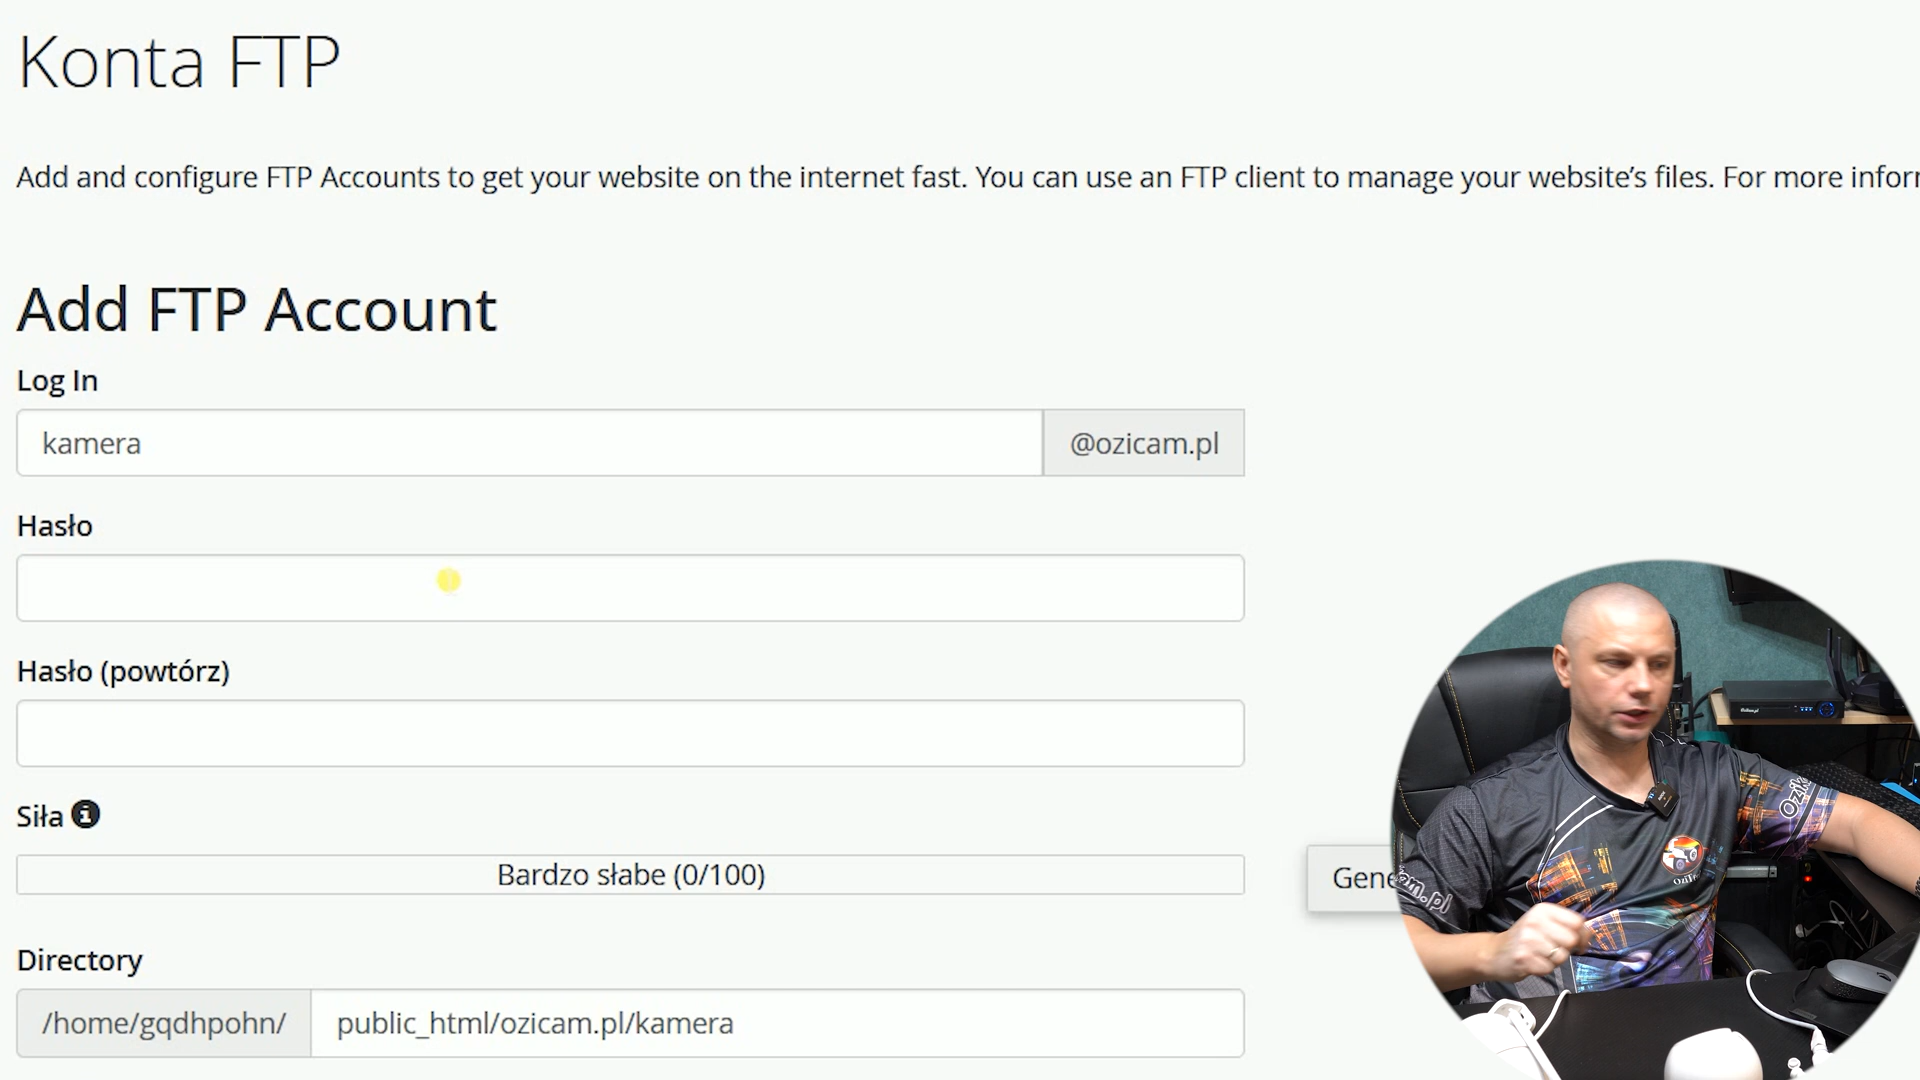 Konta FTP
Add and configure FTP Accounts to get your website on the internet fast. You can use an FTP client to manage your website’s files. For more
Add FTP Account
Log In
kamera
@ozicam.pl
Hasło
Hasło (powtórz)
Siła
Bardzo słabe (0/100)
Directory
/home/gqdhpohn/
public_html/ozicam.pl/kamera